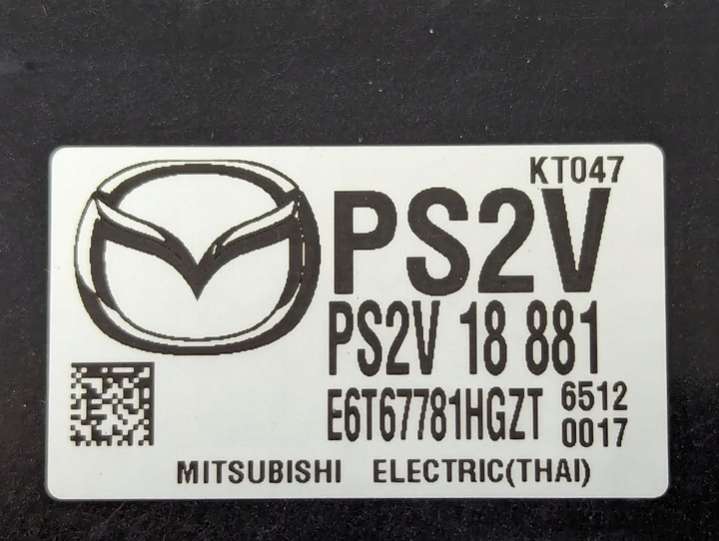 KT047
PS2V
PS2V 18 881
E6T67781HGZT 6512
0017
MITSUBISHI ELECTRIC(THAI)